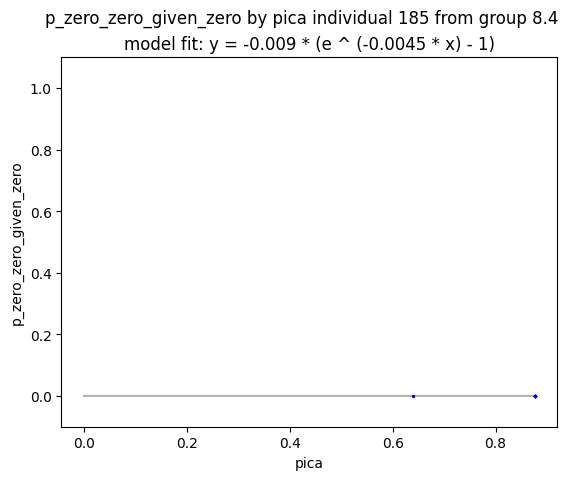 p_zero_zero_given_zero by pica individual 185 from group 8.4
model fit: y = -0.009 * (e ^ (-0.0045 * x) - 1)
1.0
0.8
0.6
0.4
0.2
0.0
p_zero_zero_given_zero
0.0 0.2 0.4 0.6 0.8
pica